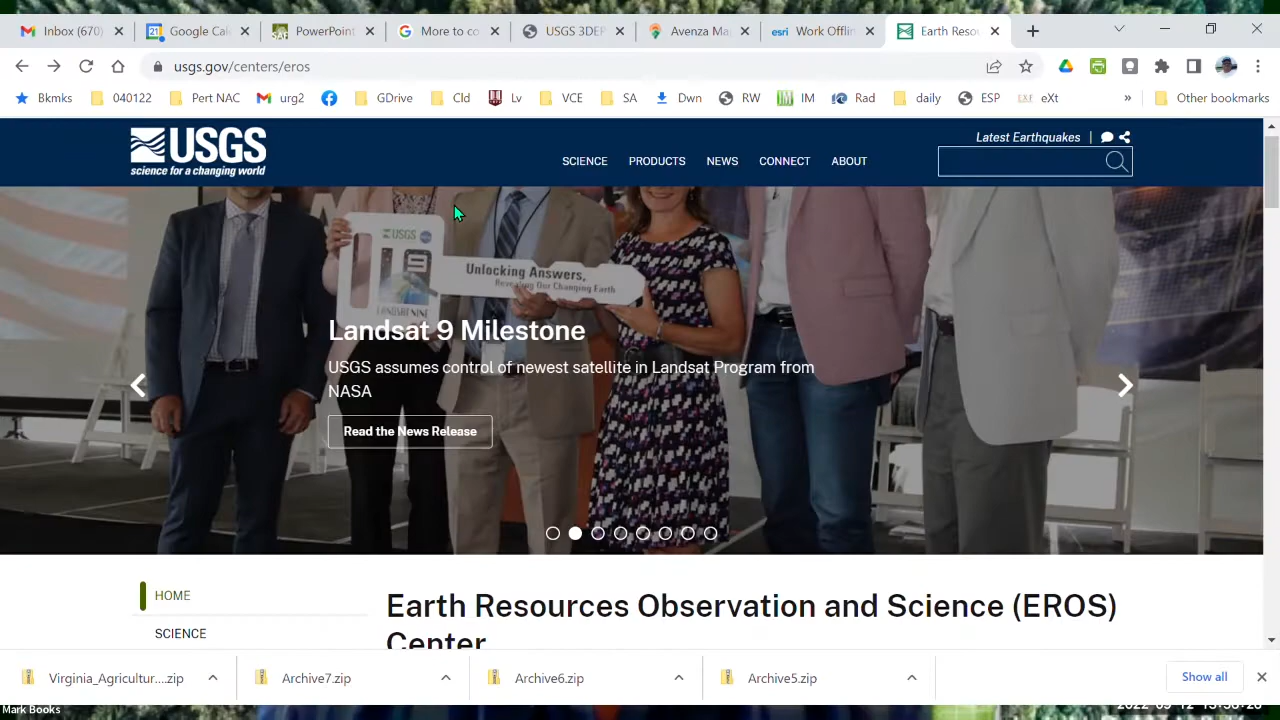 Inbox (670) Google Cal PowerPoint More to co USGS 3DEP Avenza Ma esri Work Offlin Earth Reso
usgs.gov/centers/eros
Bkmks 040122 Pert NAC urg2 GDrive Cld Lv VCE SA Dwn RW IM Rad daily ESP EXT eXt » Other bookmarks
USGS
science for a changing world
Latest Earthquakes |
SCIENCE PRODUCTS NEWS CONNECT ABOUT
USGS
9
LANDSAT NINE
Unlocking Answers,
Revealing Our Changing Earth
Landsat 9 Milestone
USGS assumes control of newest satellite in Landsat Program from
NASA
Read the News Release
HOME
SCIENCE
Earth Resources Observation and Science (EROS)
Center
Virginia_Agricultur....zip Archive7.zip Archive6.zip Archive5.zip Show all
Mark Books